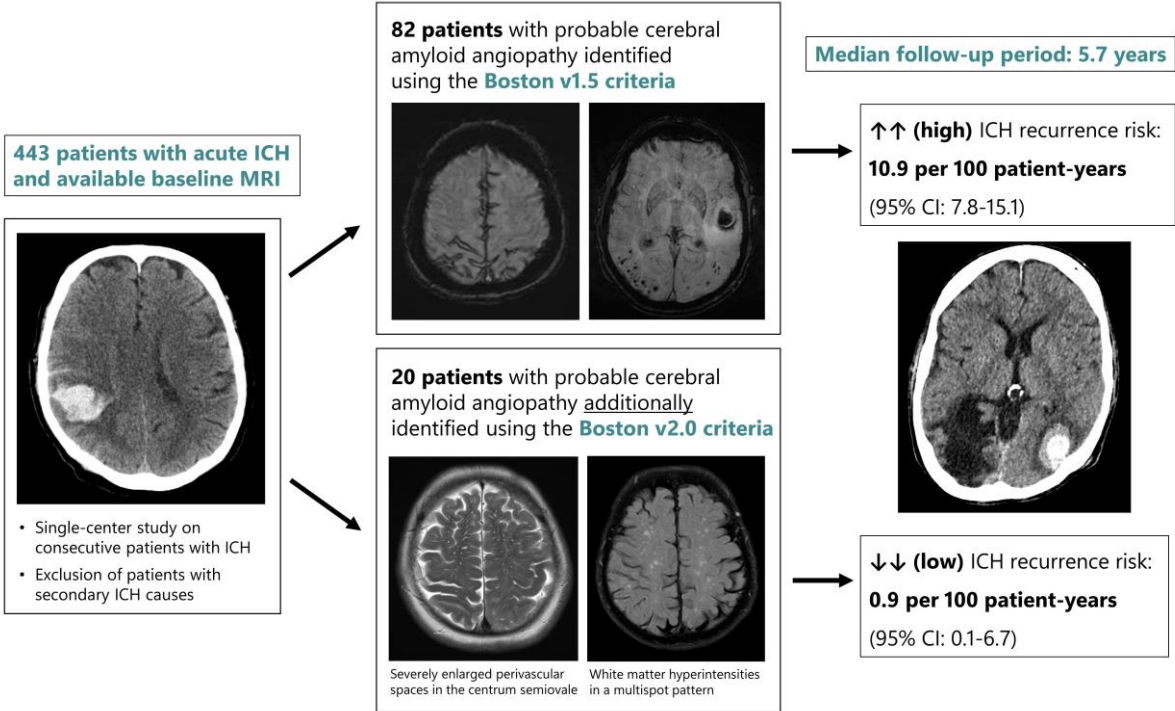 443 patients with acute ICH
and available baseline MRI
• Single-center study on
consecutive patients with ICH
• Exclusion of patients with
secondary ICH causes
82 patients with probable cerebral
amyloid angiopathy identified
using the Boston v1.5 criteria
20 patients with probable cerebral
amyloid angiopathy additionally
identified using the Boston v2.0 criteria
Severely enlarged perivascular
spaces in the centrum semiovale
White matter hyperintensities
in a multispot pattern
Median follow-up period: 5.7 years
↑↑ (high) ICH recurrence risk:
10.9 per 100 patient-years
(95% CI: 7.8-15.1)
↓↓ (low) ICH recurrence risk:
0.9 per 100 patient-years
(95% CI: 0.1-6.7)